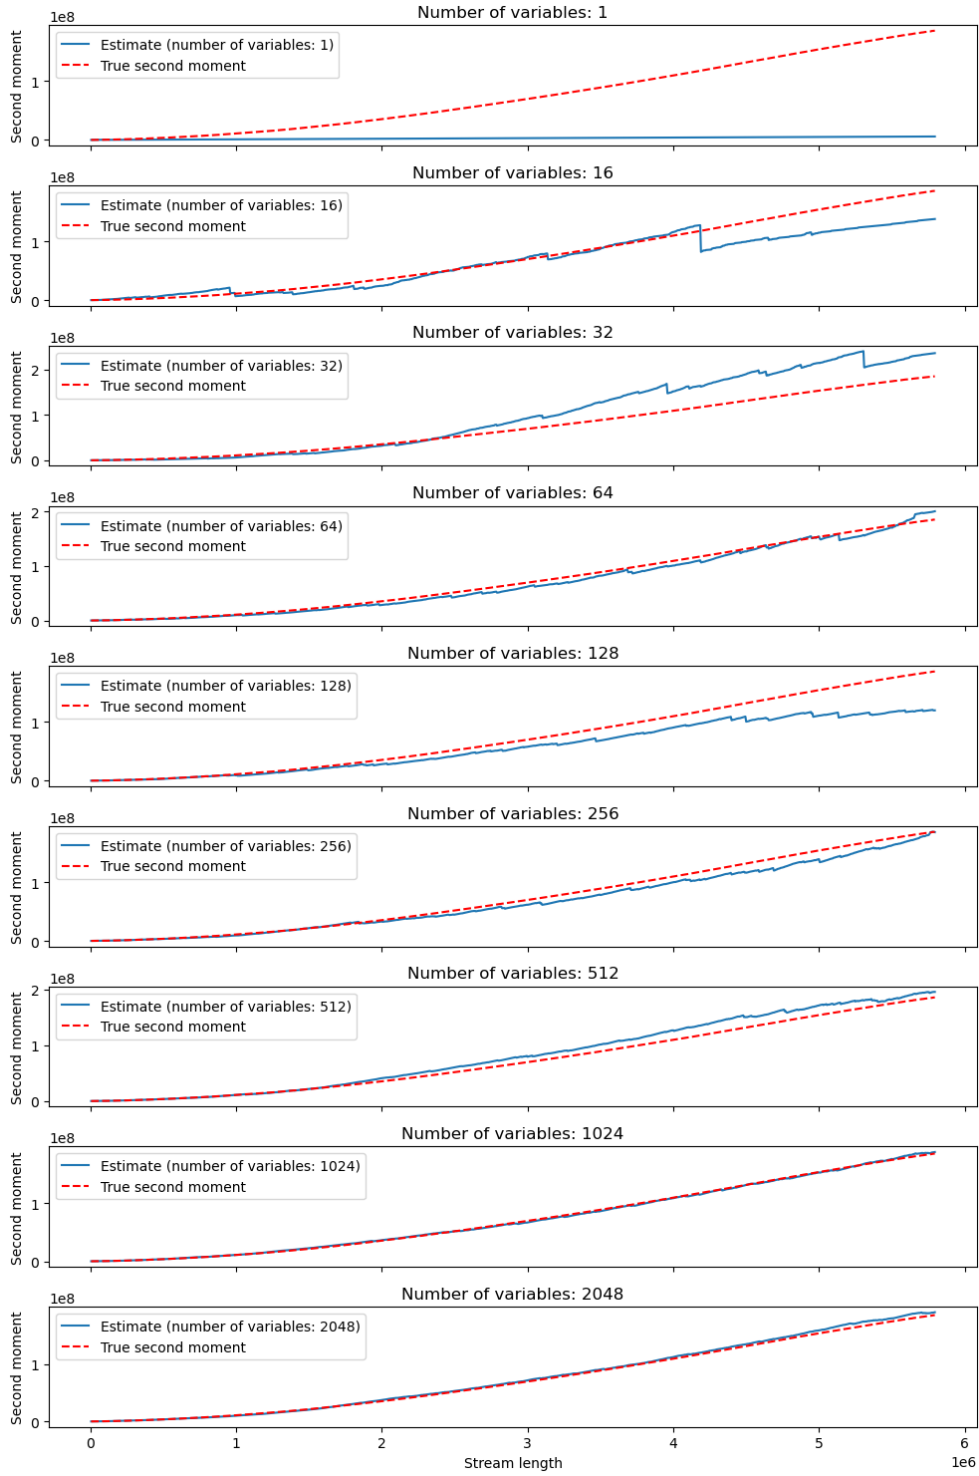 Number of variables: 1
1e8
Second moment
Estimate (number of variables: 1)
True second moment
1
0
Number of variables: 16
1e8
Second moment
Estimate (number of variables: 16)
True second moment
1
0
Number of variables: 32
1e8
Second moment
Estimate (number of variables: 32)
True second moment
2
1
0
Number of variables: 64
1e8
Second moment
Estimate (number of variables: 64)
True second moment
2
1
0
Number of variables: 128
1e8
Second moment
Estimate (number of variables: 128)
True second moment
1
0
Number of variables: 256
1e8
Second moment
Estimate (number of variables: 256)
True second moment
1
0
Number of variables: 512
1e8
Second moment
Estimate (number of variables: 512)
True second moment
2
1
0
Number of variables: 1024
1e8
Second moment
Estimate (number of variables: 1024)
True second moment
1
0
Number of variables: 2048
1e8
Second moment
Estimate (number of variables: 2048)
True second moment
1
0
0 1 2 3 4 5 6
Stream length
1e6